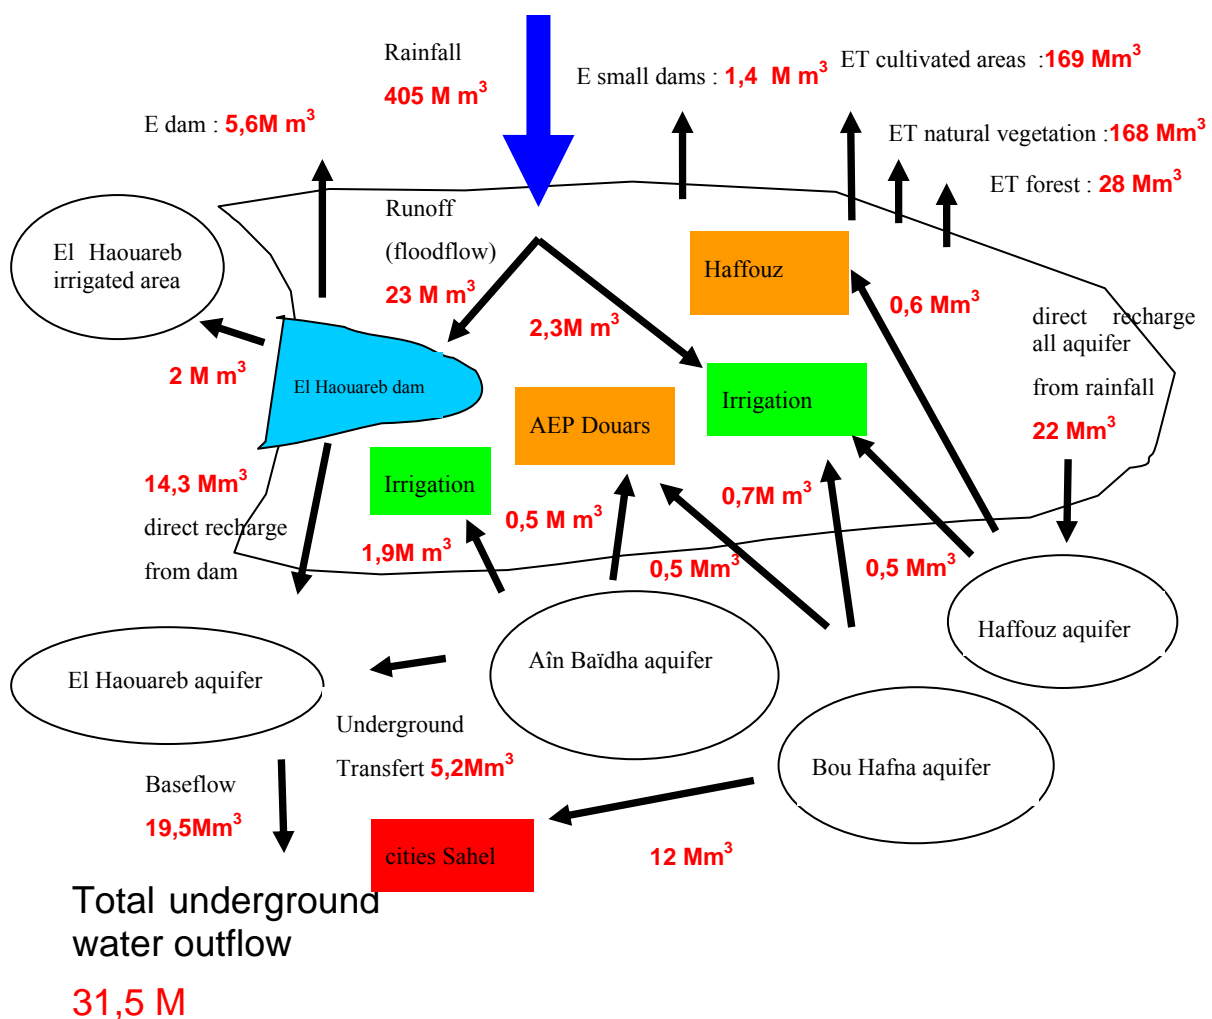 Rainfall
405 M m³
E small dams : 1,4 M m³
ET cultivated areas :169 Mm³
E dam : 5,6M m³
ET natural vegetation :168 Mm³
ET forest : 28 Mm³
El Haouareb
irrigated area
Runoff
(floodflow)
23 M m³
Haffouz
0,6 Mm³
2,3M m³
direct recharge
all aquifer
from rainfall
22 Mm³
2 M m³
El Haouareb dam
AEP Douars
Irrigation
14,3 Mm³
direct recharge
from dam
Irrigation
0,5 M m³
0,7M m³
1,9M m³
0,5 Mm³
0,5 Mm³
Haffouz aquifer
El Haouareb aquifer
Aîn Baïdha aquifer
Underground
Transfert 5,2Mm³
Bou Hafna aquifer
Baseflow
19,5Mm³
cities Sahel
12 Mm³
Total underground
water outflow
31,5 M